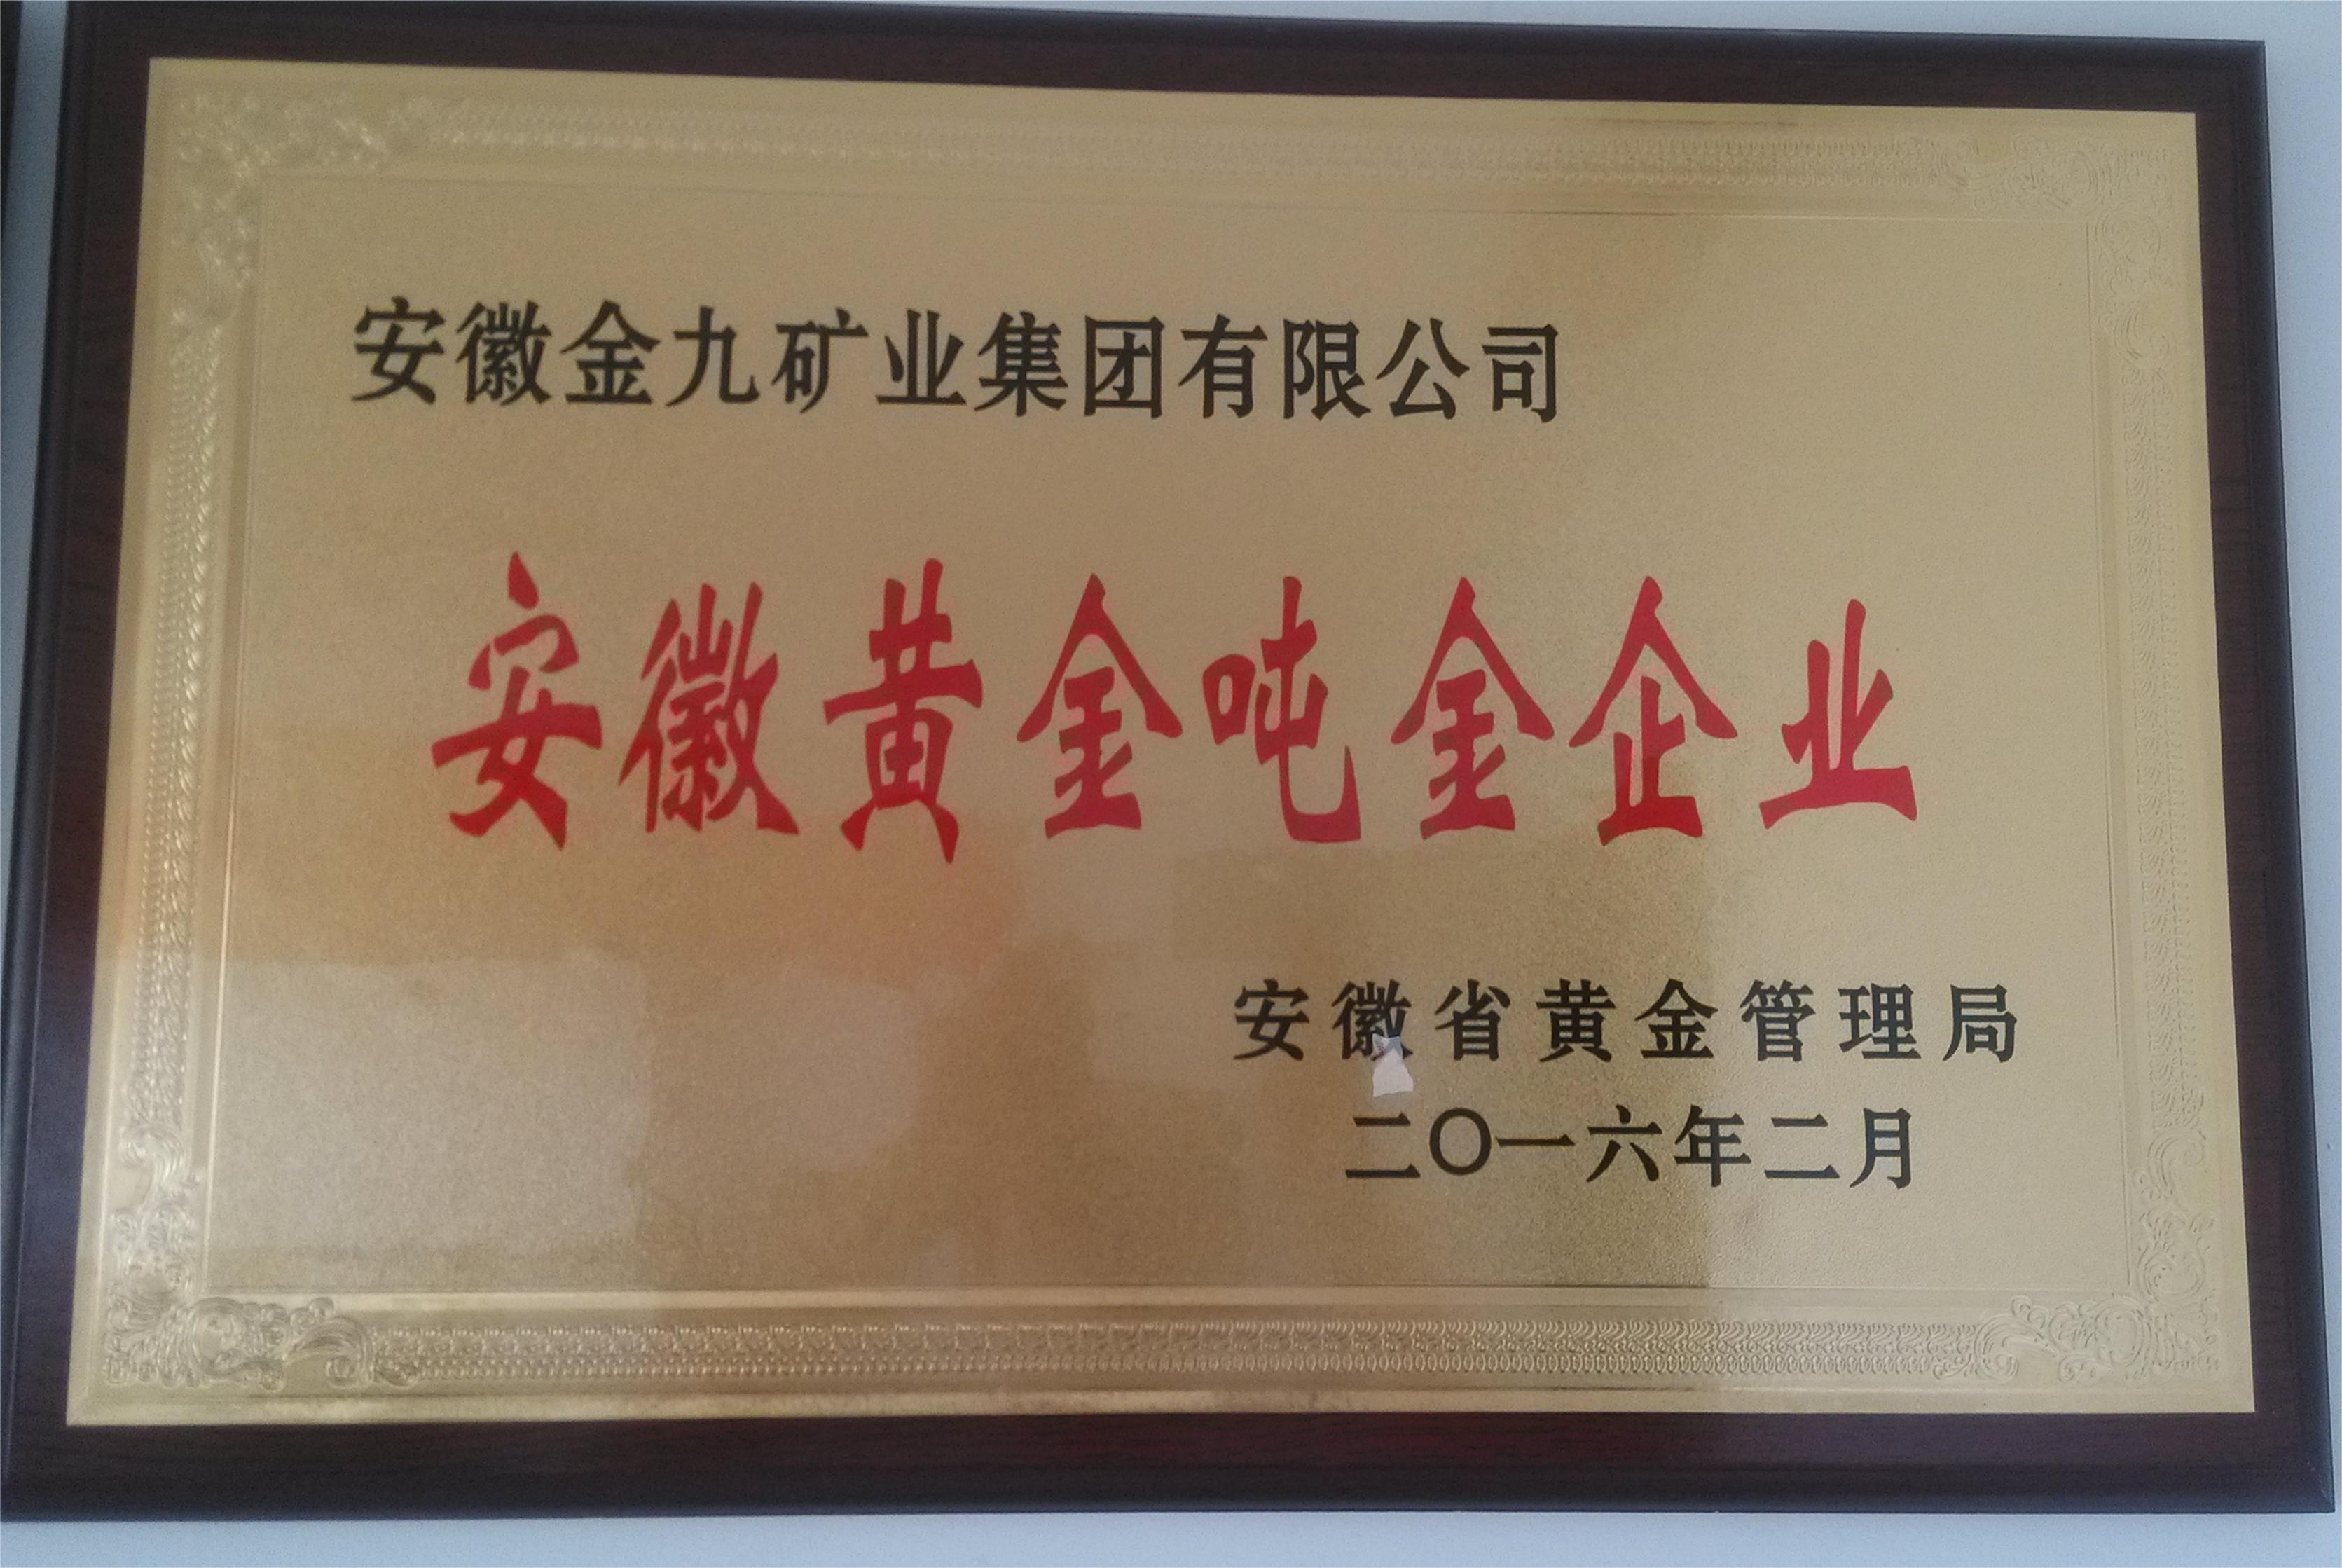 安徽金九矿业集团有限公司
安徽黄金吨金企业
安徽省黄金管理局
二〇一六年二月